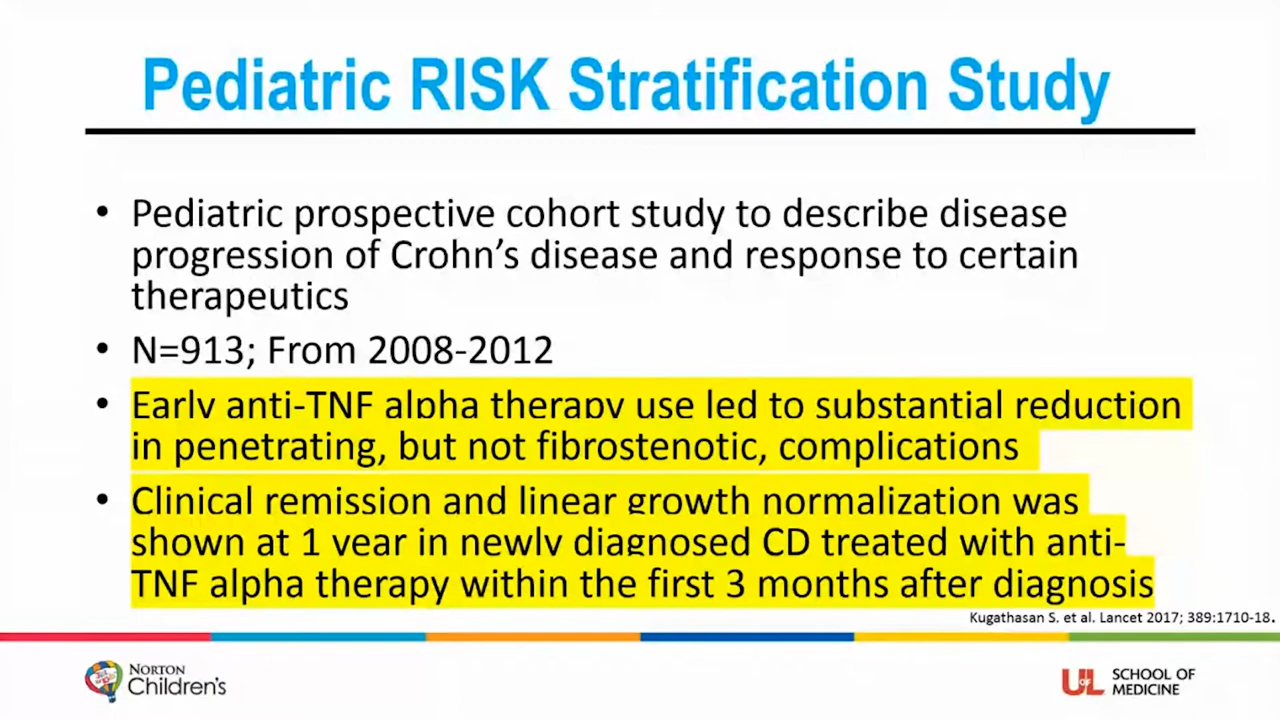 Pediatric RISK Stratification Study
• Pediatric prospective cohort study to describe disease
progression of Crohn’s disease and response to certain
therapeutics
• N=913; From 2008-2012
• Early anti-TNF alpha therapy use led to substantial reduction
in penetrating, but not fibrostenotic, complications
• Clinical remission and linear growth normalization was
shown at 1 year in newly diagnosed CD treated with anti-
TNF alpha therapy within the first 3 months after diagnosis
Kugathasan S. et al. Lancet 2017; 389:1710-18.
NORTON
Children's
UofL
SCHOOL OF
MEDICINE